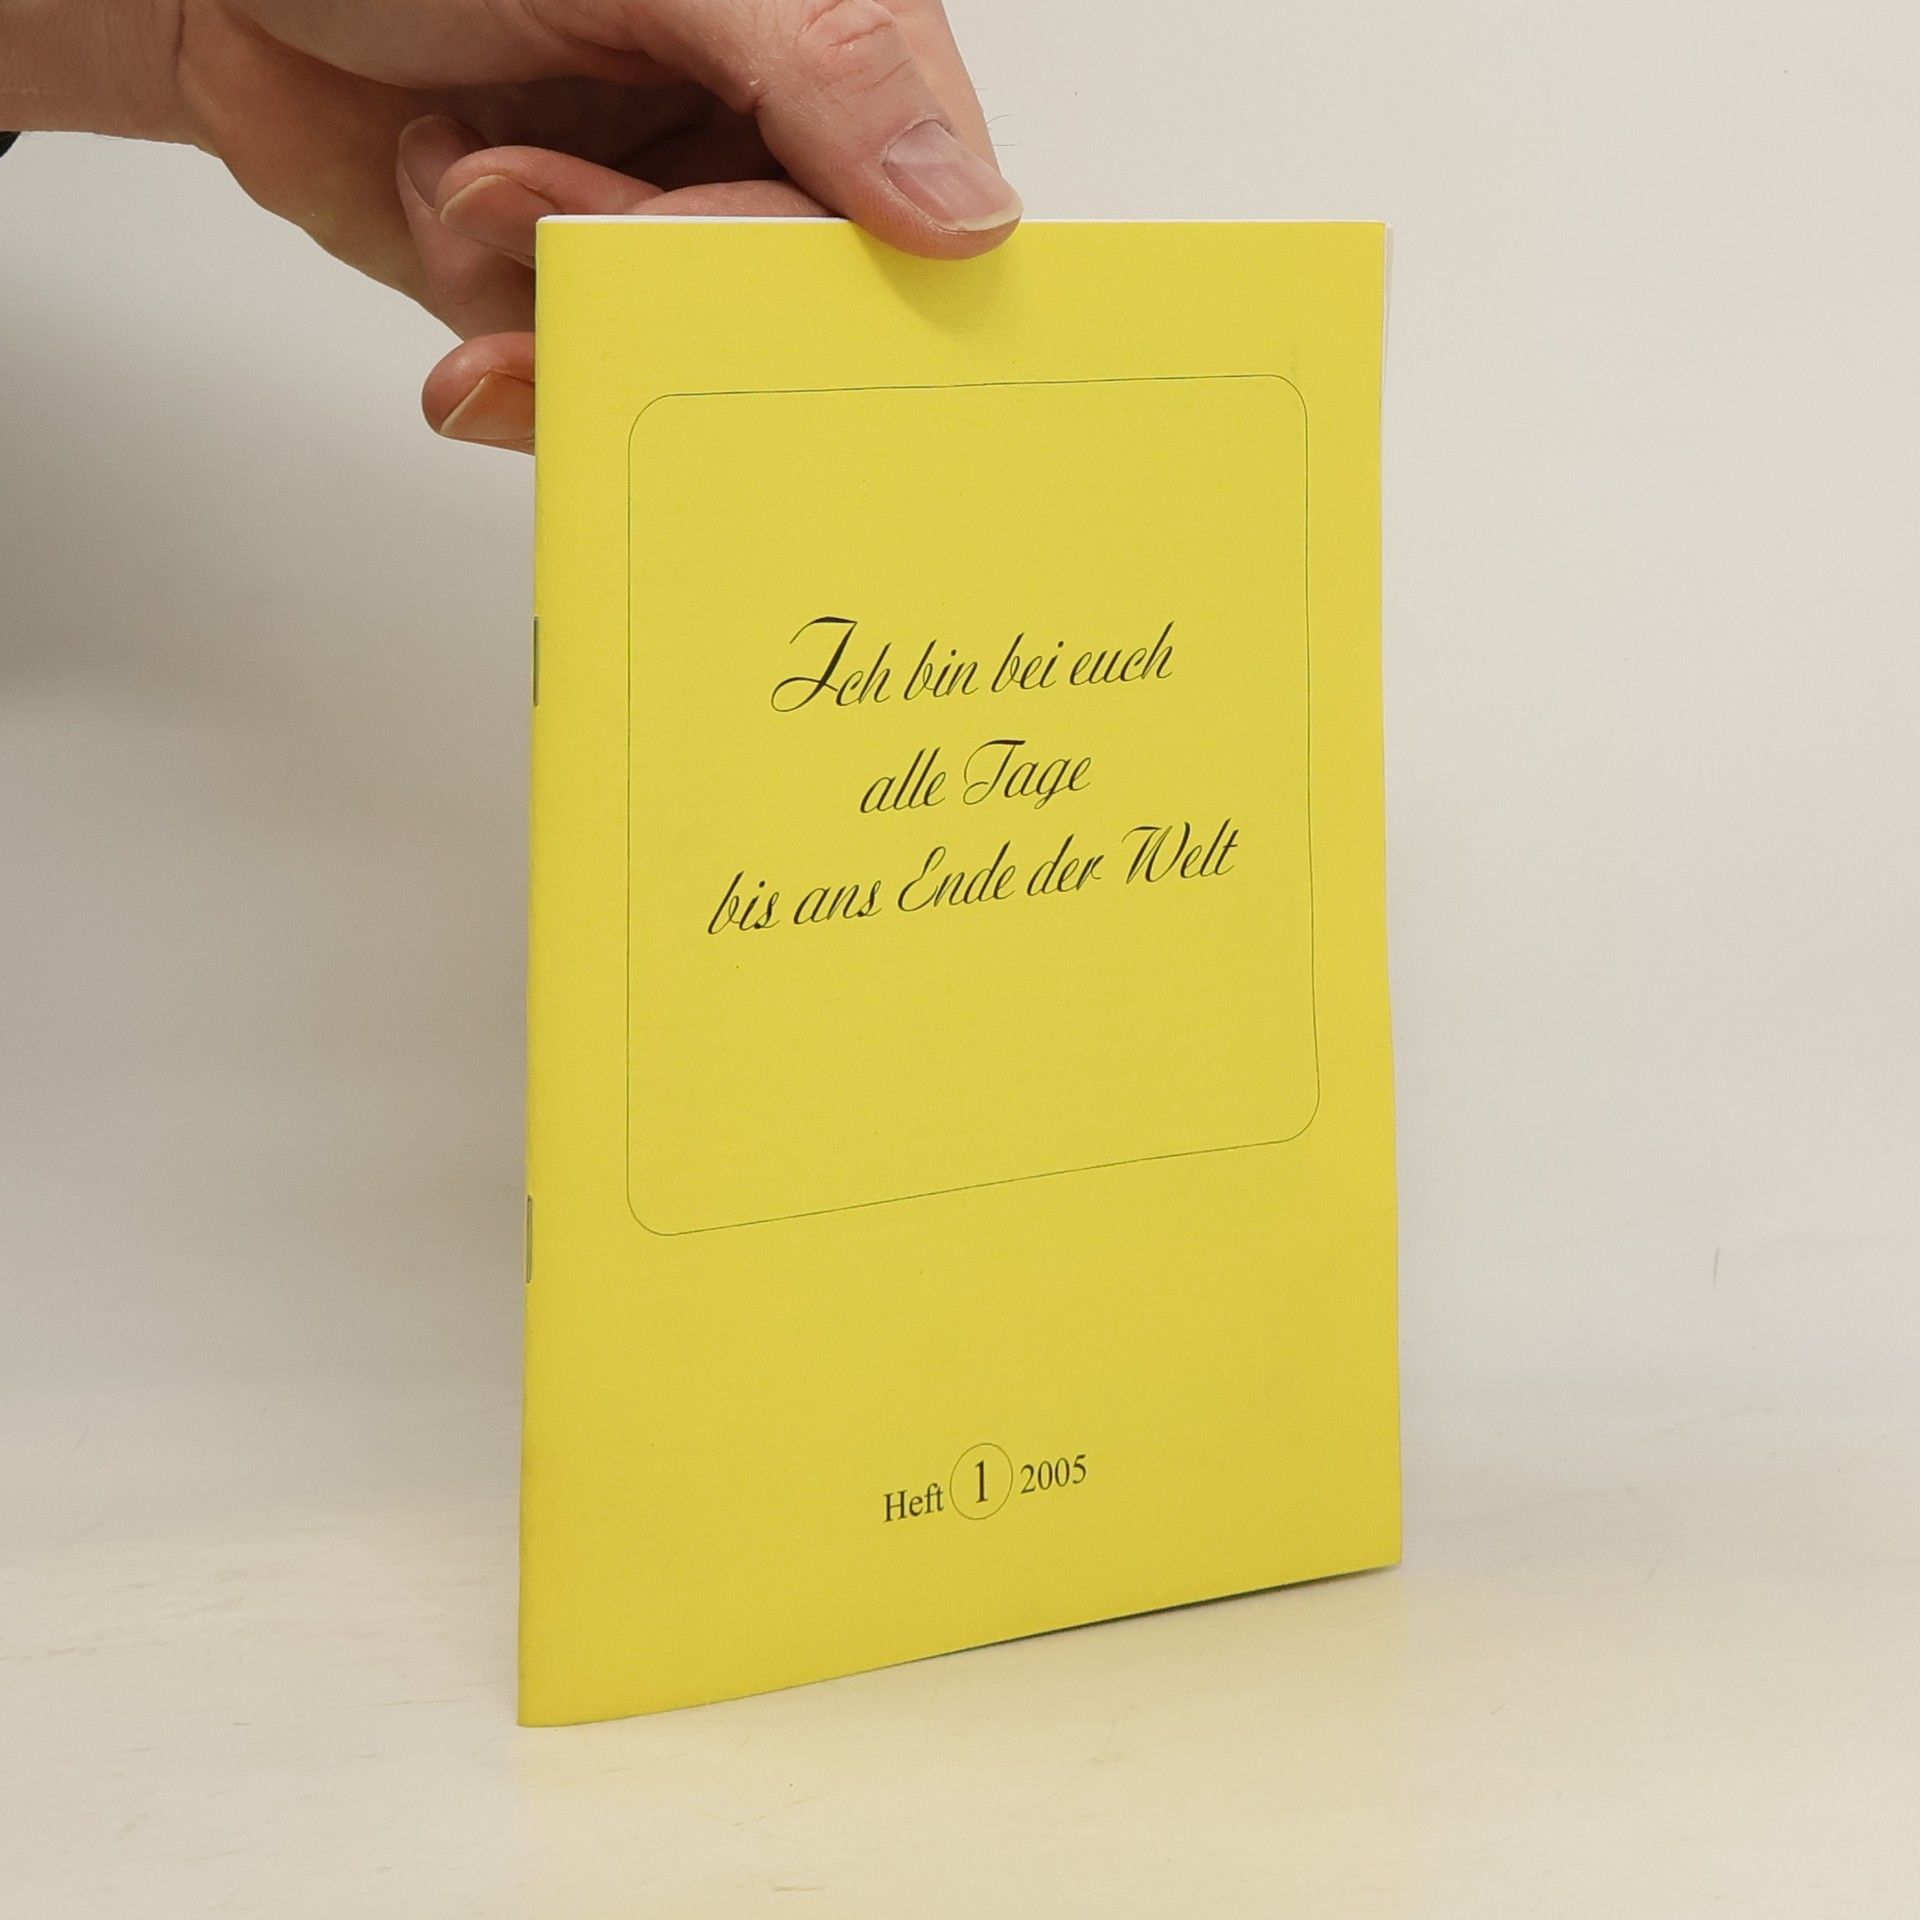 Ich bin bei euch
alle Tage
bis ans Ende der Welt
Heft 1 2005